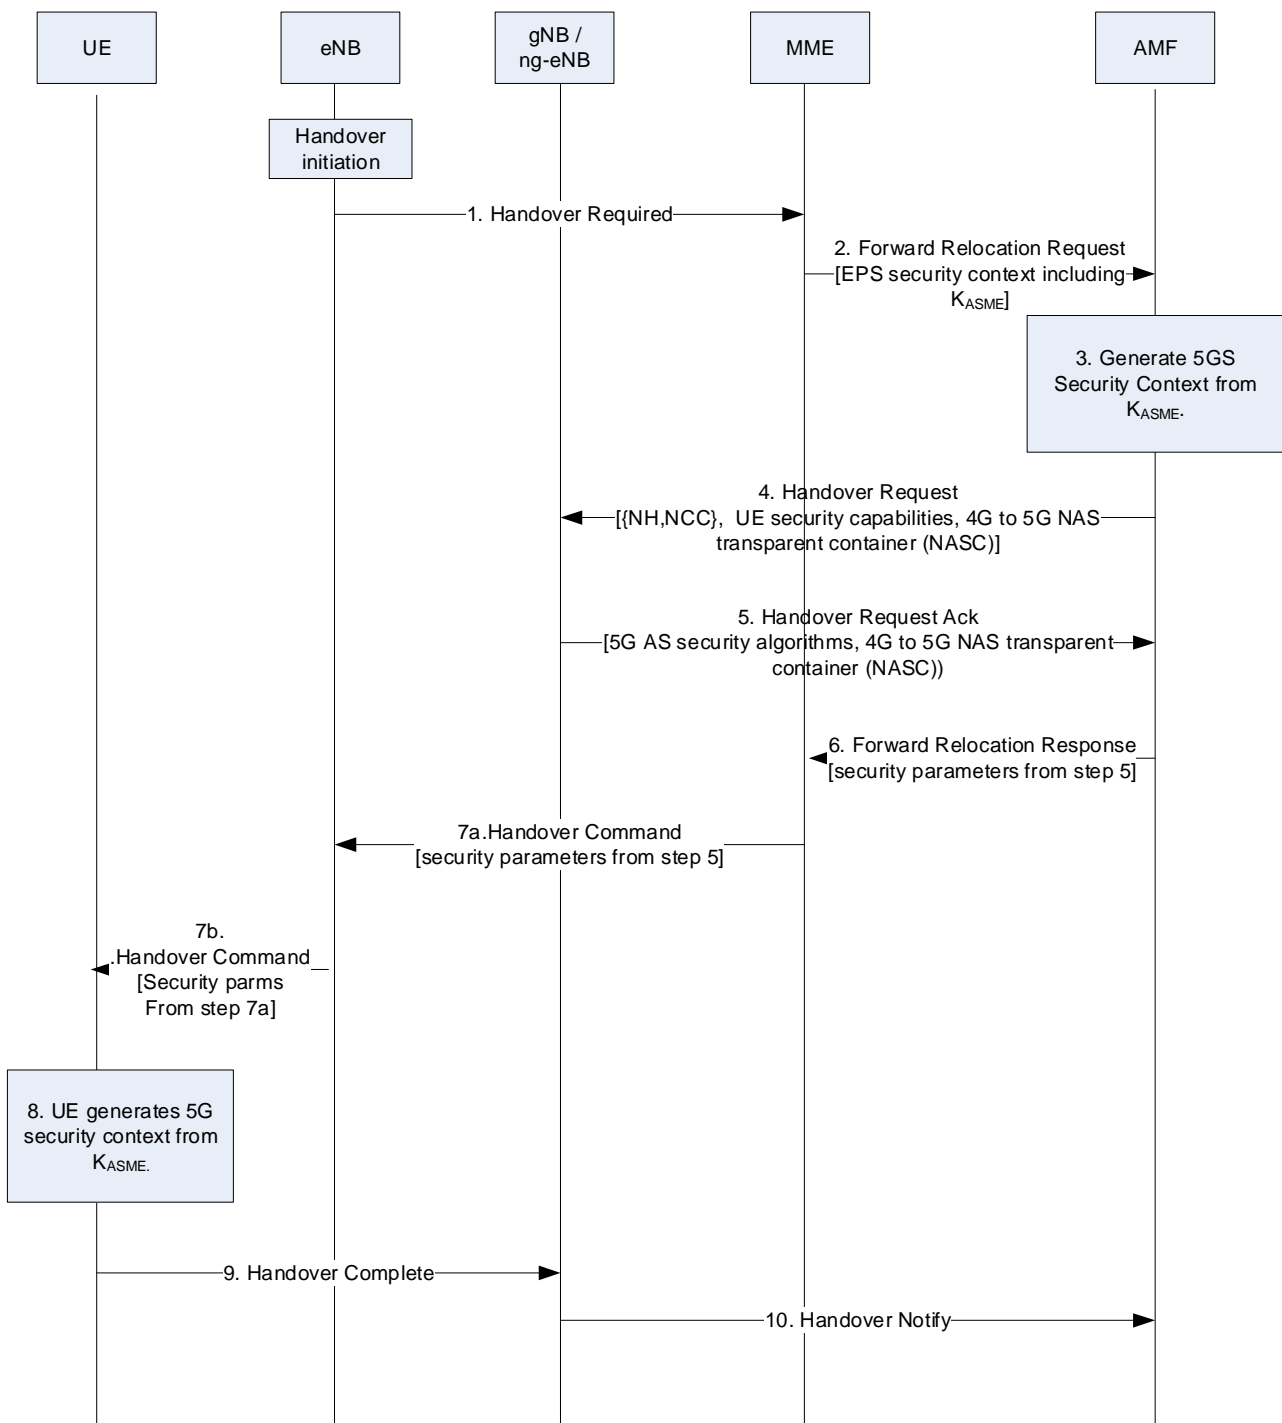 UE
eNB
gNB /
ng-eNB
MME
AMF
Handover
initiation
1. Handover Required
2. Forward Relocation Request
[EPS security context including
KASME]
3. Generate 5GS
Security Context from
KASME.
4. Handover Request
[{NH,NCC},  UE security capabilities, 4G to 5G NAS
transparent container (NASC)]
5. Handover Request Ack
[5G AS security algorithms, 4G to 5G NAS transparent
container (NASC))
6. Forward Relocation Response
[security parameters from step 5]
7a.Handover Command
[security parameters from step 5]
7b.
.Handover Command
[Security parms
From step 7a]
8. UE generates 5G
security context from
KASME.
9. Handover Complete
10. Handover Notify